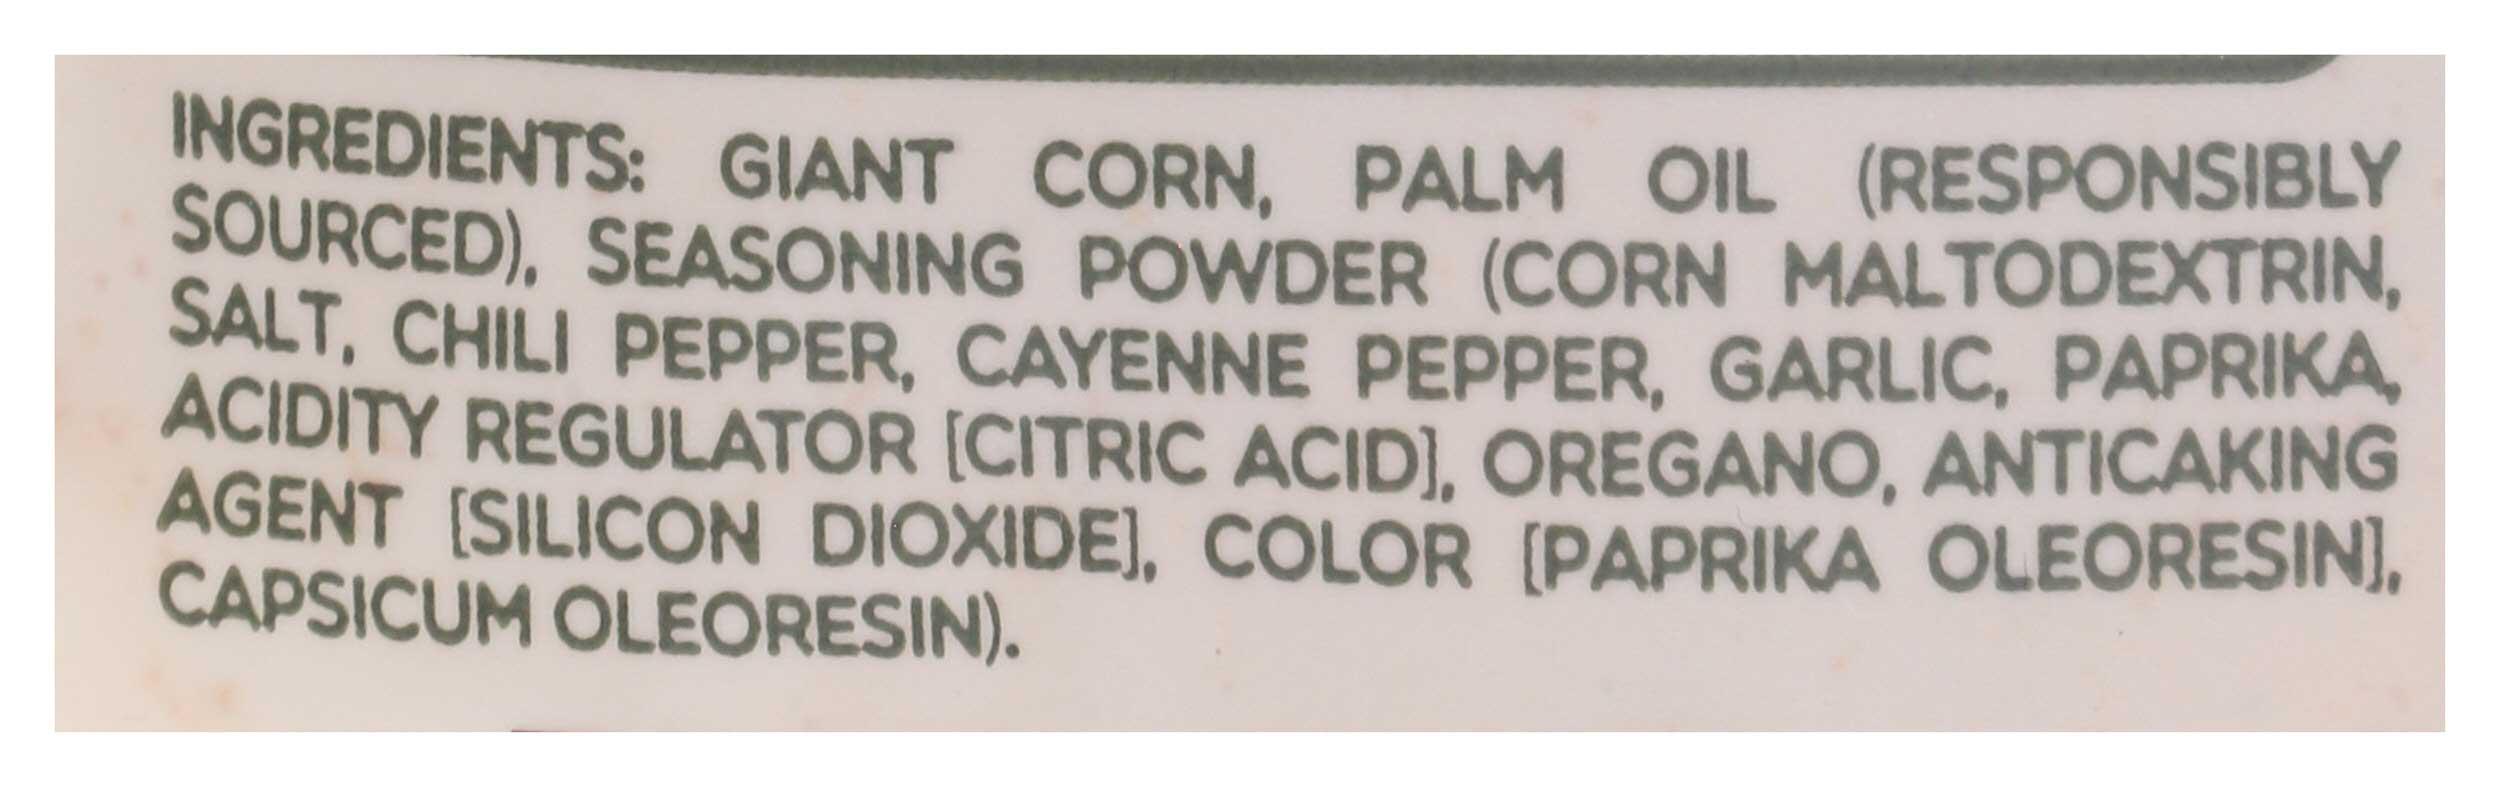 INGREDIENTS: GIANT CORN, PALM OIL (RESPONSIBLY
SOURCED), SEASONING POWDER (CORN MALTODEXTRIN,
SALT, CHILI PEPPER, CAYENNE PEPPER, GARLIC, PAPRIKA,
ACIDITY REGULATOR [CITRIC ACID], OREGANO, ANTICAKING
AGENT [SILICON DIOXIDE], COLOR [PAPRIKA OLEORESIN],
CAPSICUM OLEORESIN).